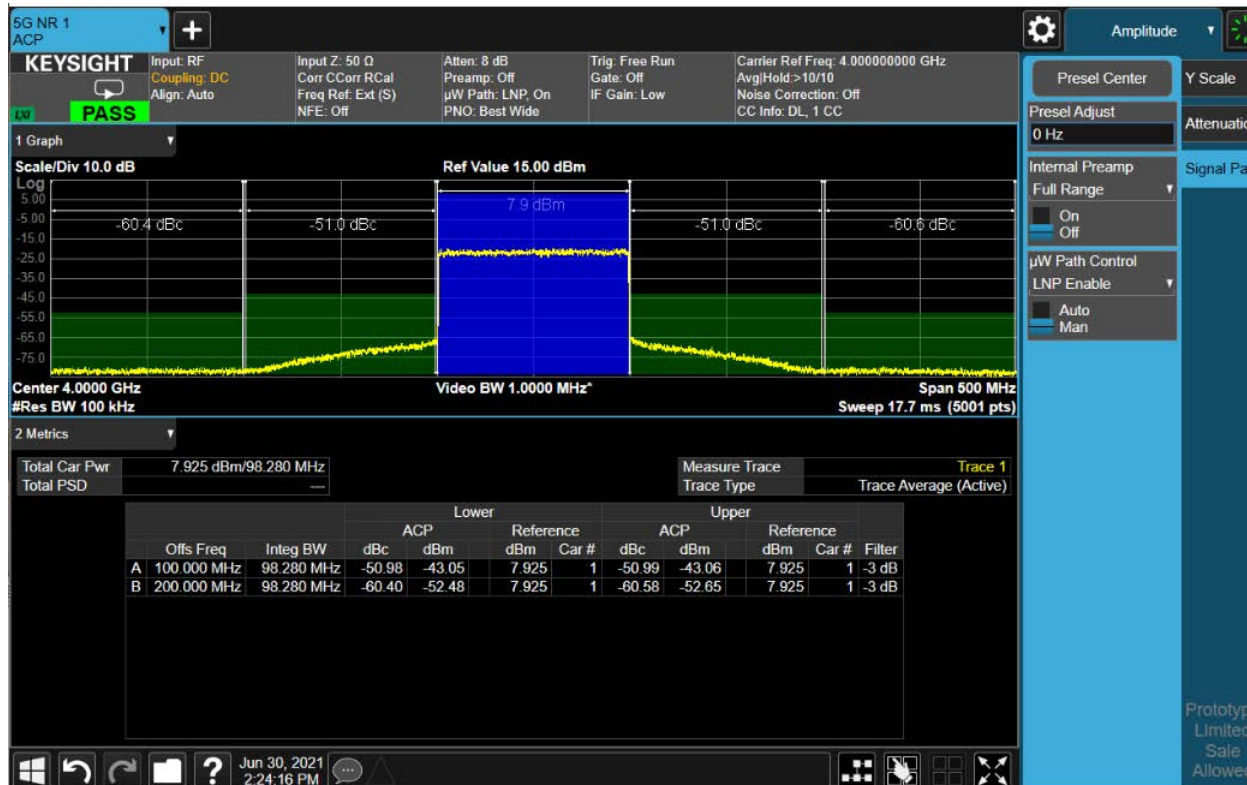 5G NR 1
ACP
Amplitude
KEYSIGHT
LXI
PASS
Input: RF
Coupling: DC
Align: Auto
Input Z: 50 Ω
Corr CCorr RCal
Freq Ref: Ext (S)
NFE: Off
Atten: 8 dB
Preamp: Off
µW Path: LNP, On
PNO: Best Wide
Trig: Free Run
Gate: Off
IF Gain: Low
Carrier Ref Freq: 4.000000000 GHz
Avg|Hold:>10/10
Noise Correction: Off
CC Info: DL, 1 CC
1 Graph
Scale/Div 10.0 dB
Ref Value 15.00 dBm
Log
5.00
-5.00
-15.0
-25.0
-35.0
-45.0
-55.0
-65.0
-75.0
-60.4 dBc
-51.0 dBc
7.9 dBm
-51.0 dBc
-60.6 dBc
Center 4.0000 GHz
Video BW 1.0000 MHz*
Span 500 MHz
#Res BW 100 kHz
Sweep 17.7 ms (5001 pts)
2 Metrics
Total Car Pwr 7.925 dBm/98.280 MHz
Total PSD ---
Measure Trace Trace 1
Trace Type Trace Average (Active)
Lower Upper
ACP Reference ACP Reference
Offs Freq Integ BW dBc dBm dBm Car # dBc dBm dBm Car # Filter
A 100.000 MHz 98.280 MHz -50.98 -43.05 7.925 1 -50.99 -43.06 7.925 1 -3 dB
B 200.000 MHz 98.280 MHz -60.40 -52.48 7.925 1 -60.58 -52.65 7.925 1 -3 dB
Presel Center
Presel Adjust
0 Hz
Internal Preamp
Full Range
On
Off
µW Path Control
LNP Enable
Auto
Man
Y Scale
Attenuatio
Signal Pa
Prototyp
Limited
Sale
Allowed
?
Jun 30, 2021
2:24:16 PM